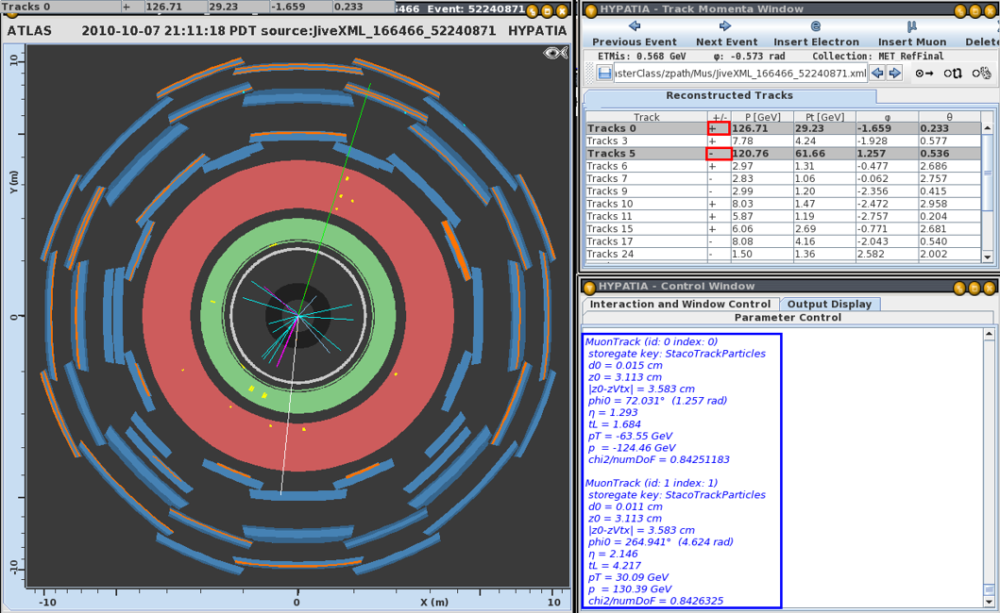 Tracks 0 + 126.71 29.23 -1.659 0.233
466 Event: 52240871
ATLAS 2010-10-07 21:11:18 PDT source:JiveXML_166466_52240871 HYPATIA
Y (m)
10
0
-10
-10 0 X (m) 10
HYPATIA - Track Momenta Window
Previous Event Next Event Insert Electron Insert Muon Delet
ETMis: 0.568 GeV φ: -0.573 rad Collection: MET_RefFinal
asterClass/zpath/Mus/JiveXML_166466_52240871.xml
Reconstructed Tracks
Track +/- P [GeV] Pt [GeV] φ θ
Tracks 0 + 126.71 29.23 -1.659 0.233
Tracks 3 + 7.78 4.24 -1.928 0.577
Tracks 5 - 120.76 61.66 1.257 0.536
Tracks 6 + 2.97 1.31 -0.477 2.686
Tracks 7 - 2.83 1.06 -0.062 2.757
Tracks 9 - 2.99 1.20 -2.356 0.415
Tracks 10 + 8.03 1.47 -2.472 2.958
Tracks 11 + 5.87 1.19 -2.757 0.204
Tracks 15 + 6.06 2.69 -0.771 2.681
Tracks 17 - 8.08 4.16 -2.043 0.540
Tracks 24 - 1.50 1.36 2.582 2.002
HYPATIA - Control Window
Interaction and Window Control Output Display
Parameter Control
MuonTrack (id: 0 index: 0)
storegate key: StacoTrackParticles
d0 = 0.015 cm
z0 = 3.113 cm
|z0-zVtx| = 3.583 cm
phi0 = 72.031° (1.257 rad)
η = 1.293
tL = 1.684
pT = -63.55 GeV
p = -124.46 GeV
chi2/numDoF = 0.84251183
MuonTrack (id: 1 index: 1)
storegate key: StacoTrackParticles
d0 = 0.011 cm
z0 = 3.113 cm
|z0-zVtx| = 3.583 cm
phi0 = 264.941° (4.624 rad)
η = 2.146
tL = 4.217
pT = 30.09 GeV
p = 130.39 GeV
chi2/numDoF = 0.8426325